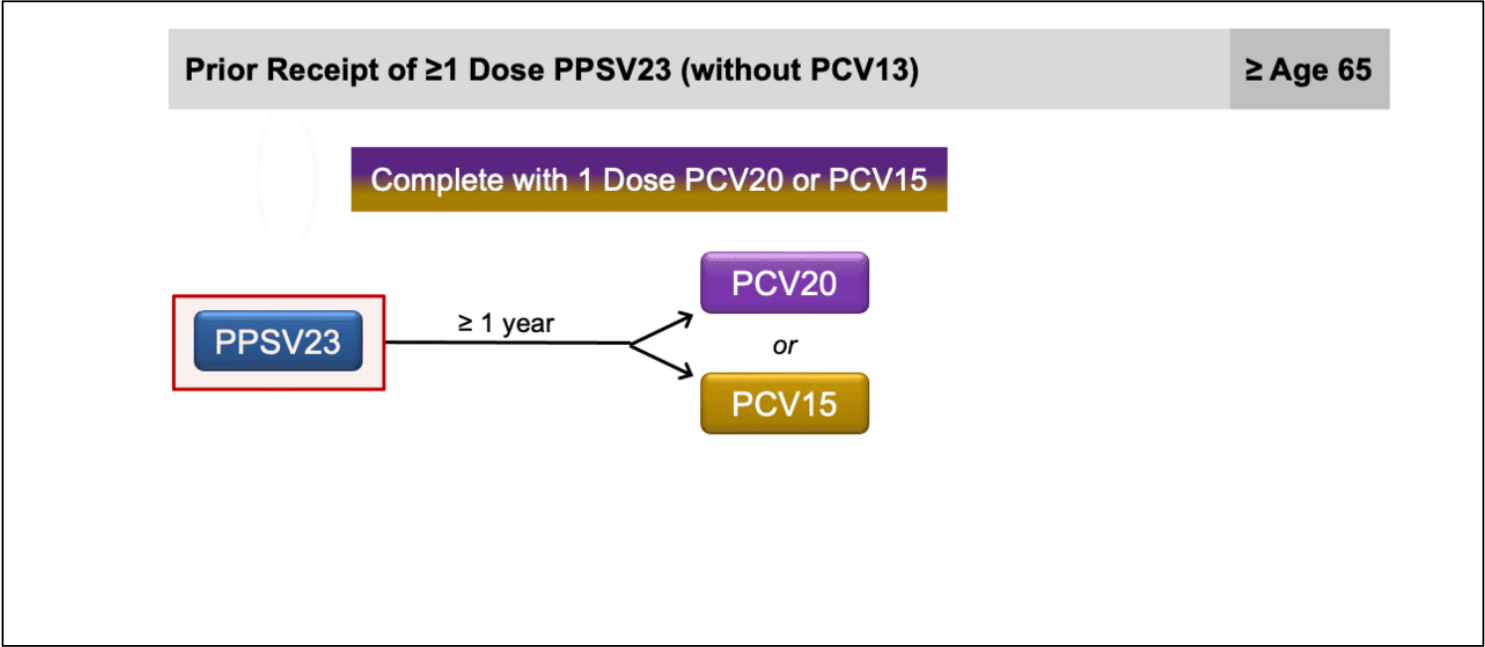 Prior Receipt of ≥1 Dose PPSV23 (without PCV13)
≥ Age 65
Complete with 1 Dose PCV20 or PCV15
PCV20
PPSV23
≥ 1 year
or
PCV15